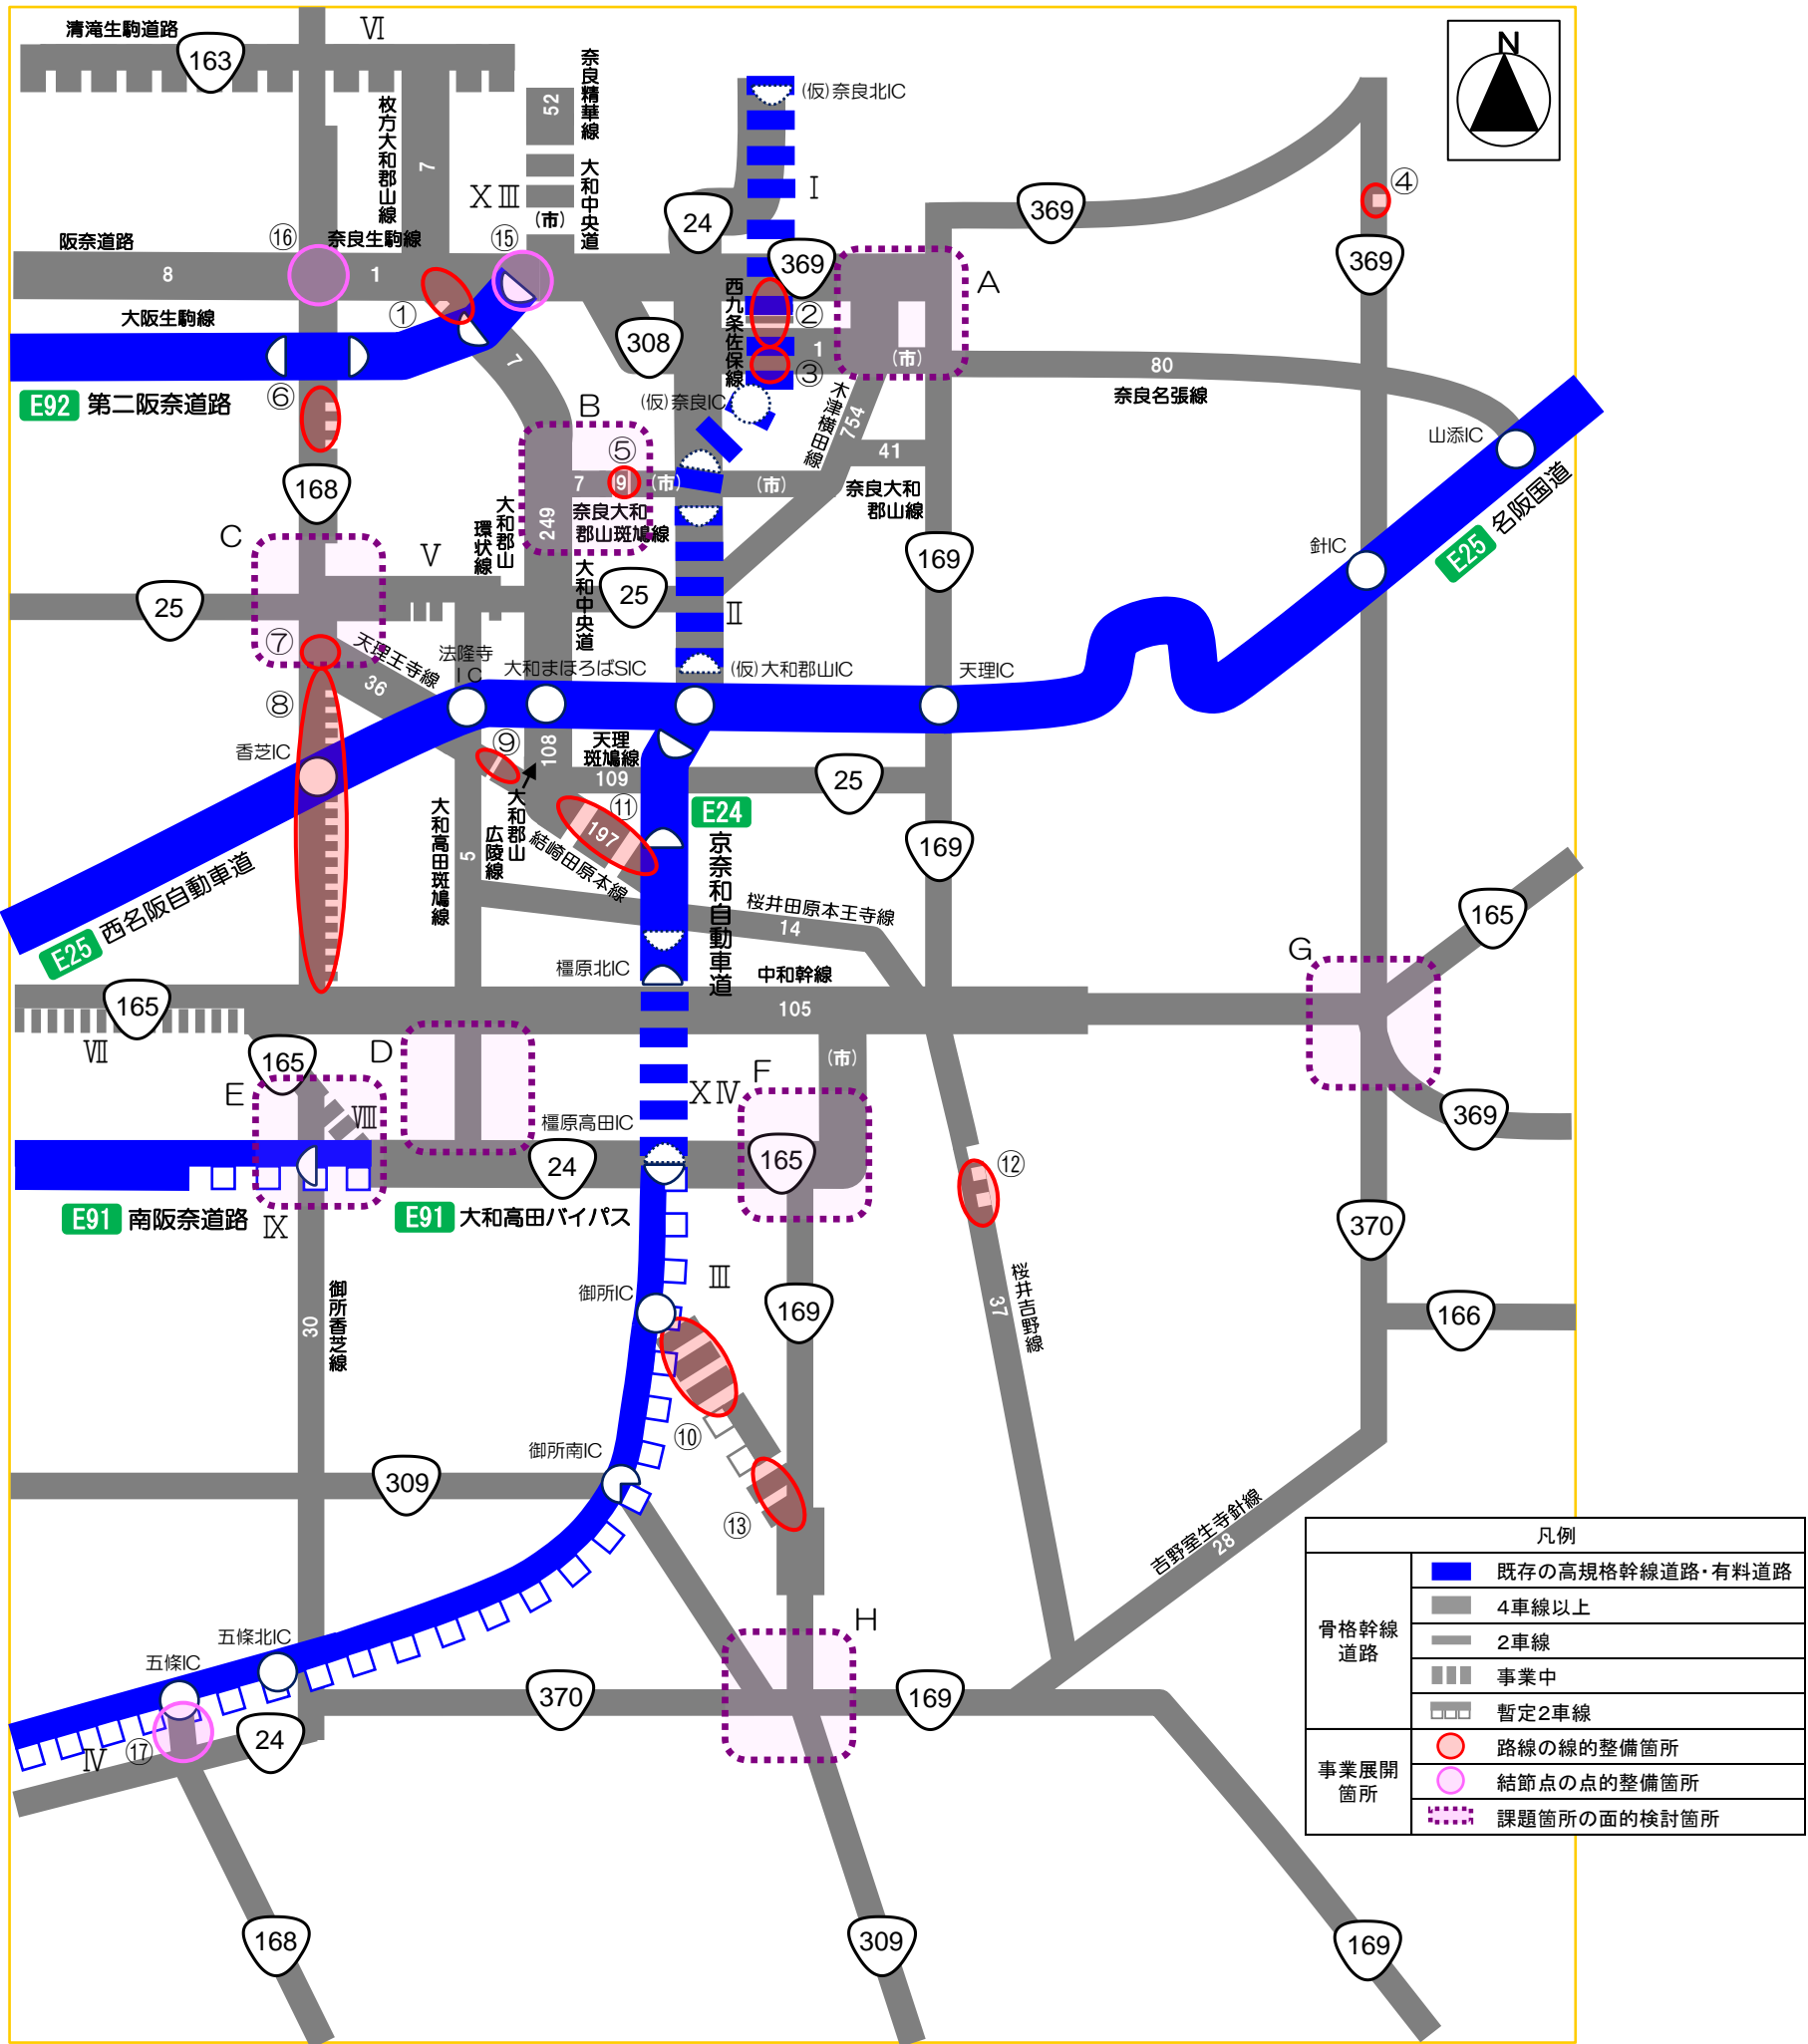 清滝生駒道路
163
Ⅵ
奈良精華線
52
枚方大和郡山線
7
ⅩⅢ
(市)
大和中央道
(仮)奈良北IC
Ⅰ
N
24
369
369
④
369
阪奈道路
8
⑯
奈良生駒線
1
⑮
A
大阪生駒線
①
7
308
西九条佐保線
②
③
1
(市)
80
奈良名張線
E92 第二阪奈道路
⑥
168
B
(仮)奈良IC
木津横田線
754
41
山添IC
⑤
7
9
(市)
(市)
奈良大和
郡山線
奈良大和
郡山斑鳩線
249
大和郡山
環状線
大和中央道
C
Ⅴ
25
25
Ⅱ
169
針IC
E25 名阪国道
⑦
天理王寺線
36
法隆寺
IC
大和まほろばSIC
(仮)大和郡山IC
天理IC
⑧
香芝IC
⑨
108
天理
斑鳩線
109
25
大和郡山
広陵線
⑪
197
結崎田原本線
E24
京奈和自動車道
169
大和高田斑鳩線
5
E25 西名阪自動車道
桜井田原本王寺線
14
165
G
橿原北IC
中和幹線
105
165
Ⅶ
165
D
(市)
E
Ⅷ
ⅩⅣ
F
橿原高田IC
24
165
369
⑫
E91 南阪奈道路
Ⅸ
E91 大和高田バイパス
370
Ⅲ
御所IC
169
37
桜井吉野線
166
30
御所香芝線
⑩
御所南IC
309
⑬
吉野室生寺針線
28
H
五條北IC
五條IC
370
169
24
Ⅳ
⑰
168
309
169
凡例
骨格幹線
道路
既存の高規格幹線道路・有料道路
4車線以上
2車線
事業中
暫定2車線
事業展開
箇所
路線の線的整備箇所
結節点の点的整備箇所
課題箇所の面的検討箇所